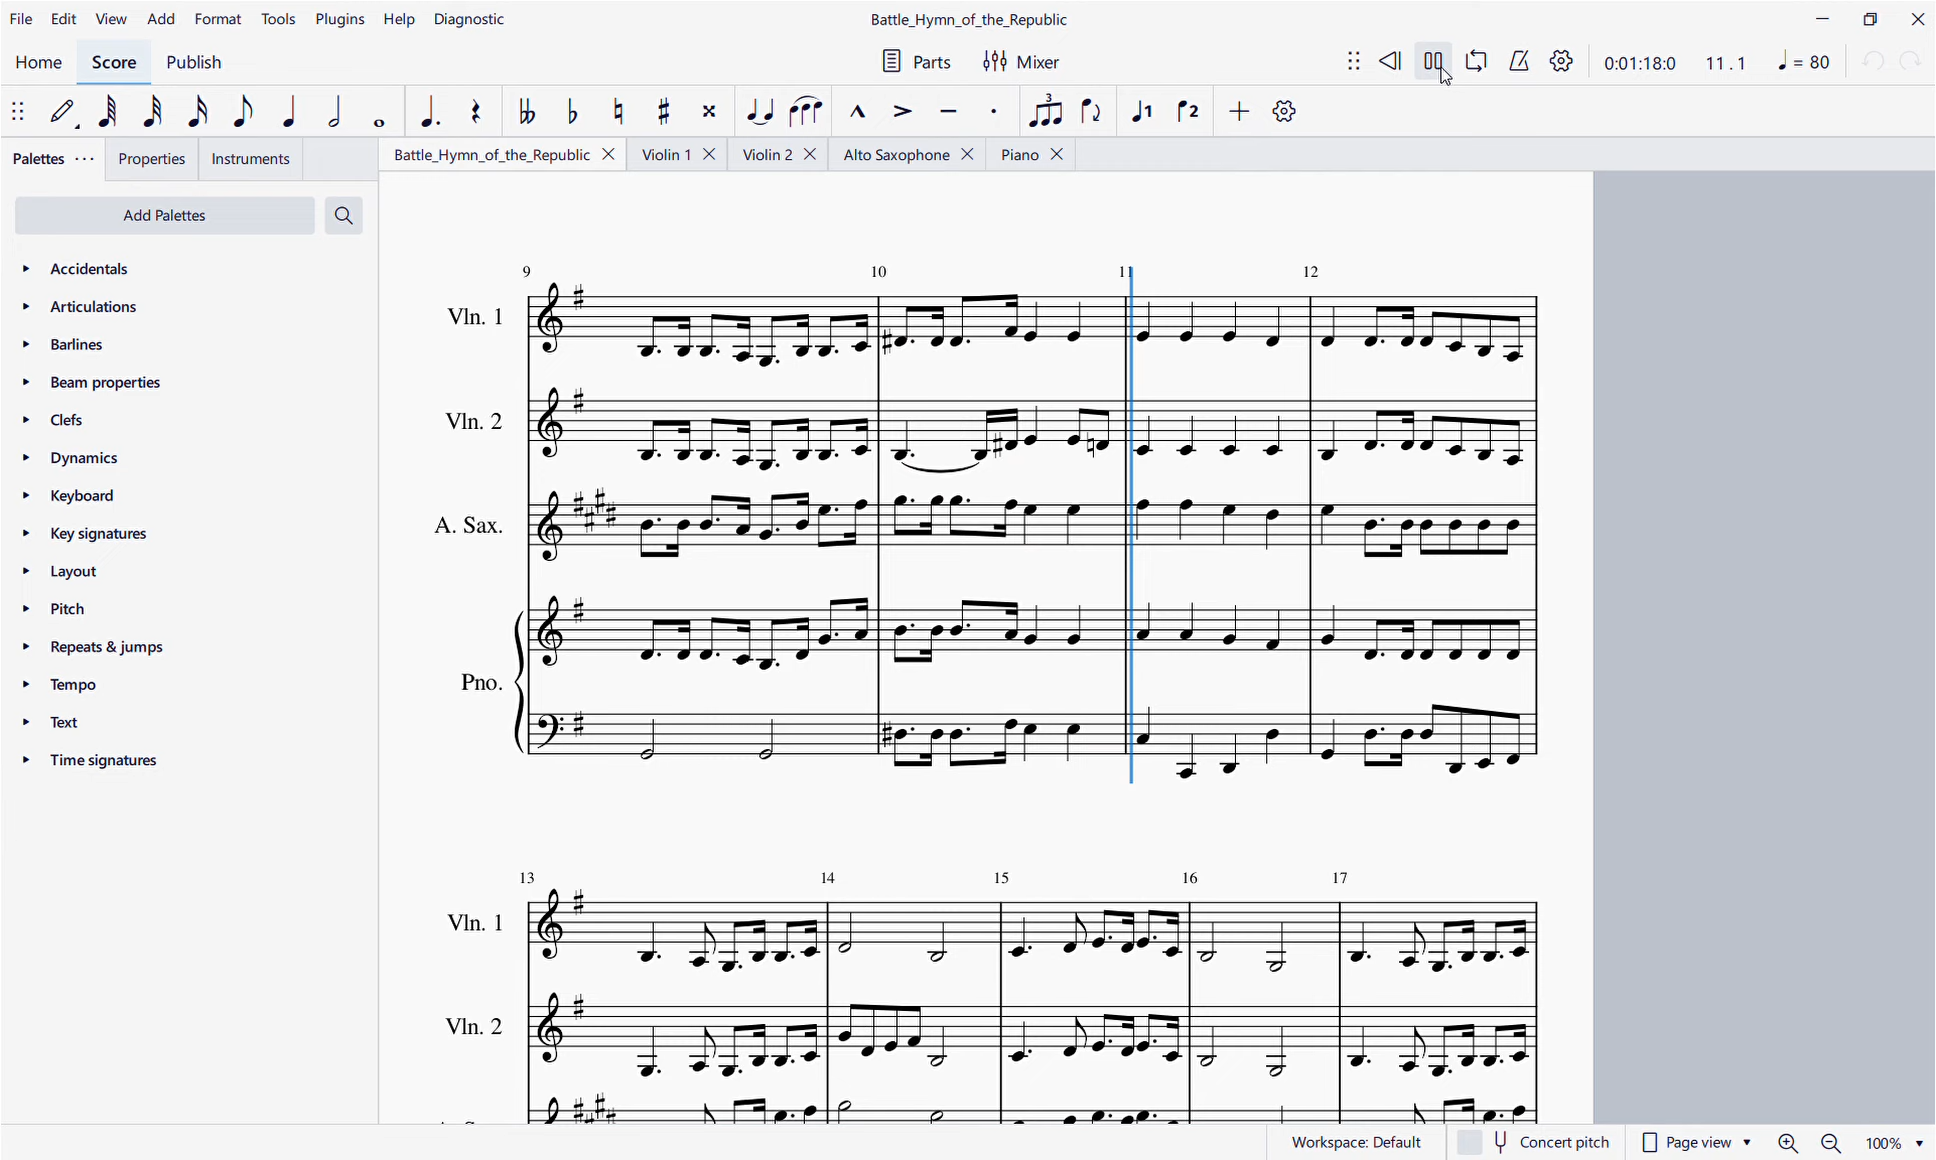 File Edit View Add Format Tools Plugins Help Diagnostic
Battle_Hymn_of_the_Republic
Home Score Publish
Parts Mixer
0:01:18:0 11 . 1 = 80
3
1 2
Palettes ··· Properties Instruments
Battle_Hymn_of_the_Republic Violin 1 Violin 2 Alto Saxophone Piano
Add Palettes
Accidentals
Articulations
Barlines
Beam properties
Clefs
Dynamics
Keyboard
Key signatures
Layout
Pitch
Repeats & jumps
Tempo
Text
Time signatures
9 10 11 12
Vln. 1
Vln. 2
A. Sax.
Pno.
13 14 15 16 17
Vln. 1
Vln. 2
Workspace: Default Concert pitch Page view 100%